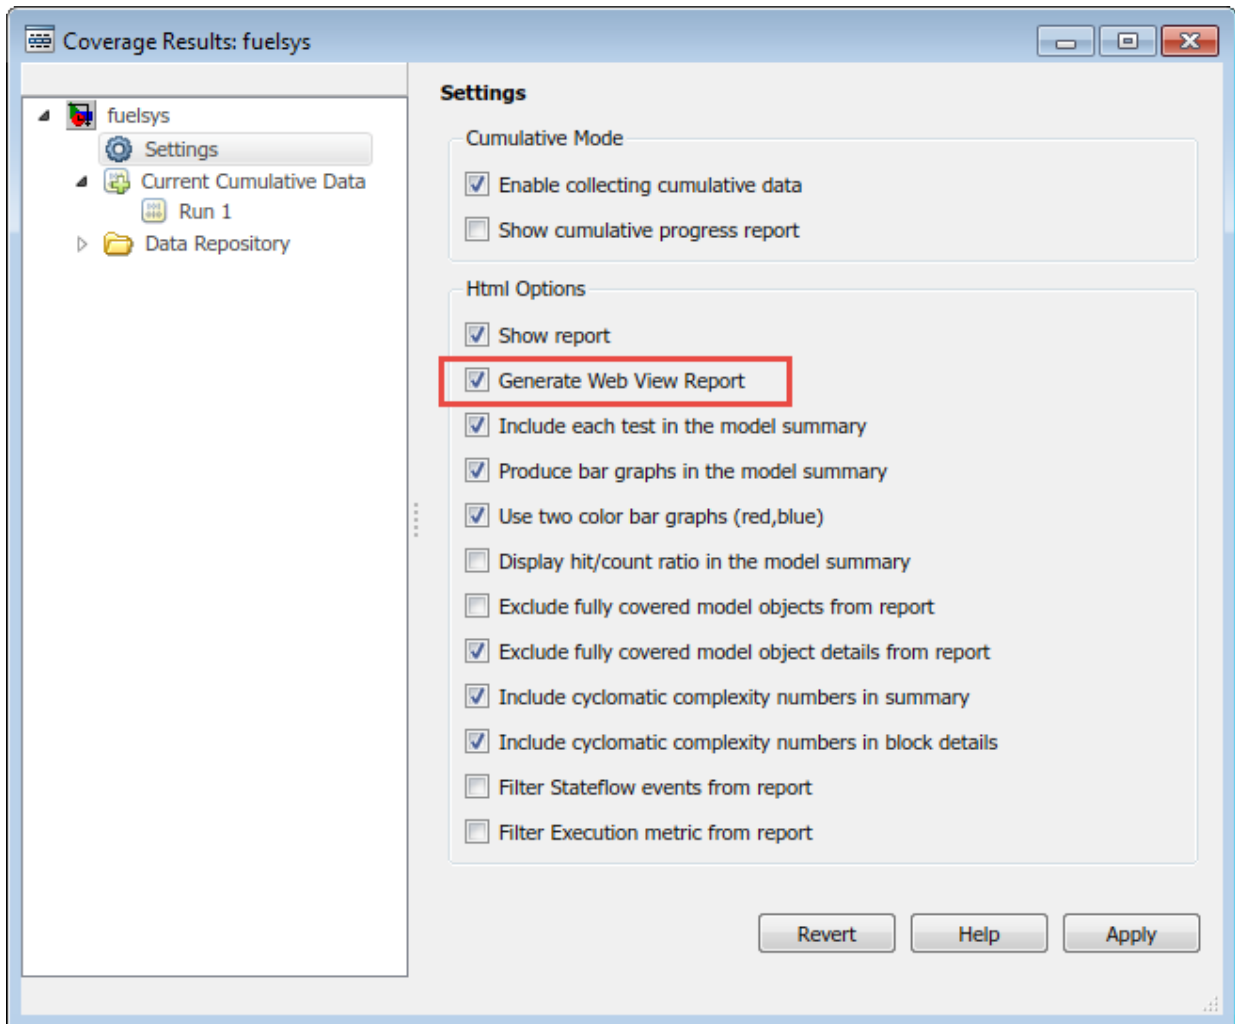 Coverage Results: fuelsys
fuelsys
Settings
Current Cumulative Data
Run 1
Data Repository
Settings
Cumulative Mode
Enable collecting cumulative data
Show cumulative progress report
Html Options
Show report
Generate Web View Report
Include each test in the model summary
Produce bar graphs in the model summary
Use two color bar graphs (red,blue)
Display hit/count ratio in the model summary
Exclude fully covered model objects from report
Exclude fully covered model object details from report
Include cyclomatic complexity numbers in summary
Include cyclomatic complexity numbers in block details
Filter Stateflow events from report
Filter Execution metric from report
Revert Help Apply